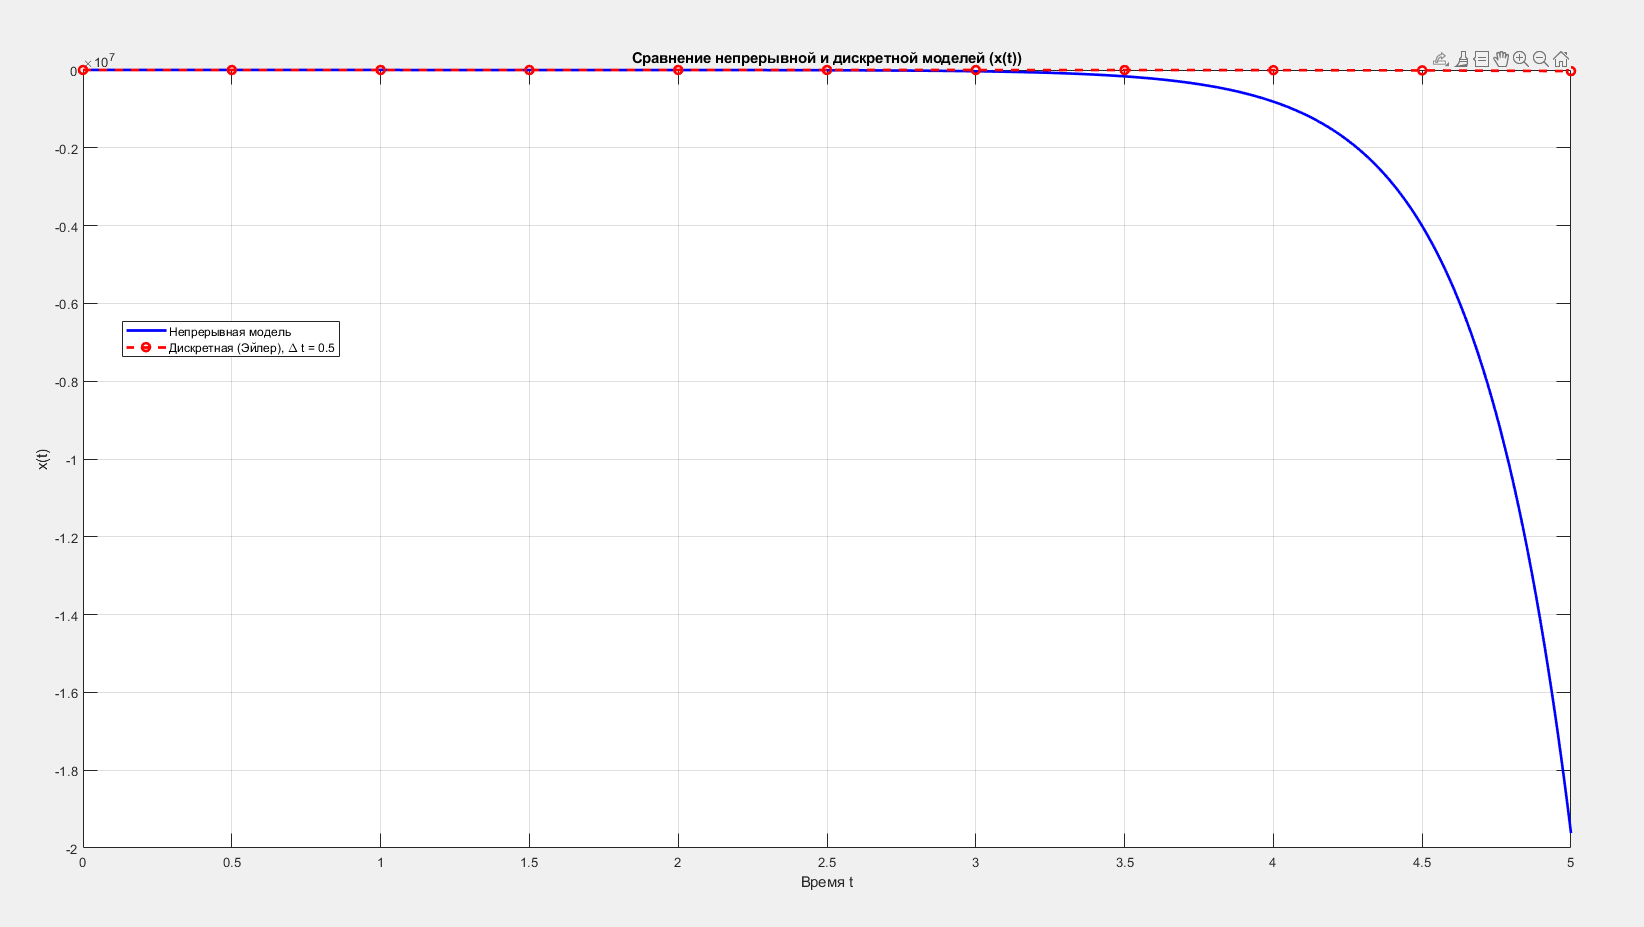 Сравнение непрерывной и дискретной моделей (x(t))
×10^7
0
-0.2
-0.4
-0.6
-0.8
-1
-1.2
-1.4
-1.6
-1.8
-2
x(t)
Непрерывная модель
Дискретная (Эйлер), Δ t = 0.5
0 0.5 1 1.5 2 2.5 3 3.5 4 4.5 5
Время t